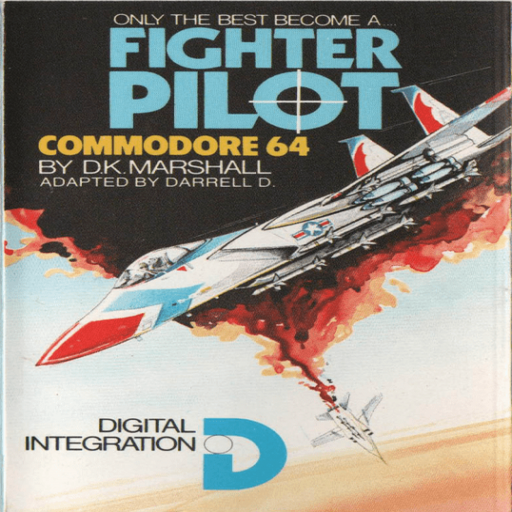 ONLY THE BEST BECOME A....
FIGHTER
PILOT
COMMODORE 64
BY D.K. MARSHALL
ADAPTED BY DARRELL D.
DIGITAL
INTEGRATION
D